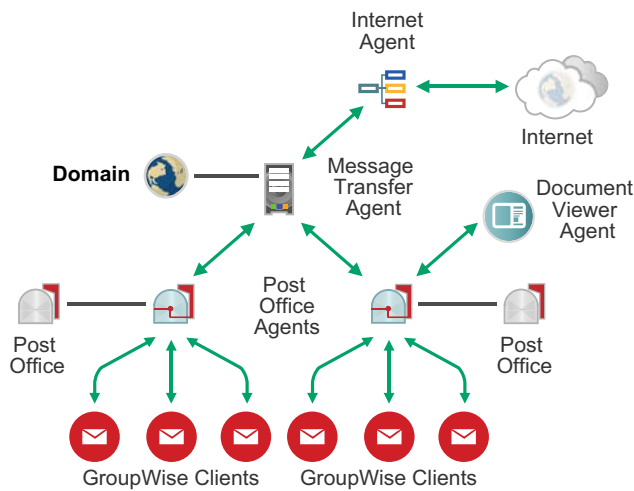 Internet
Agent
Internet
Domain
Message
Transfer
Agent
Document
Viewer
Agent
Post
Office
Post
Office
Agents
Post
Office
GroupWise Clients
GroupWise Clients